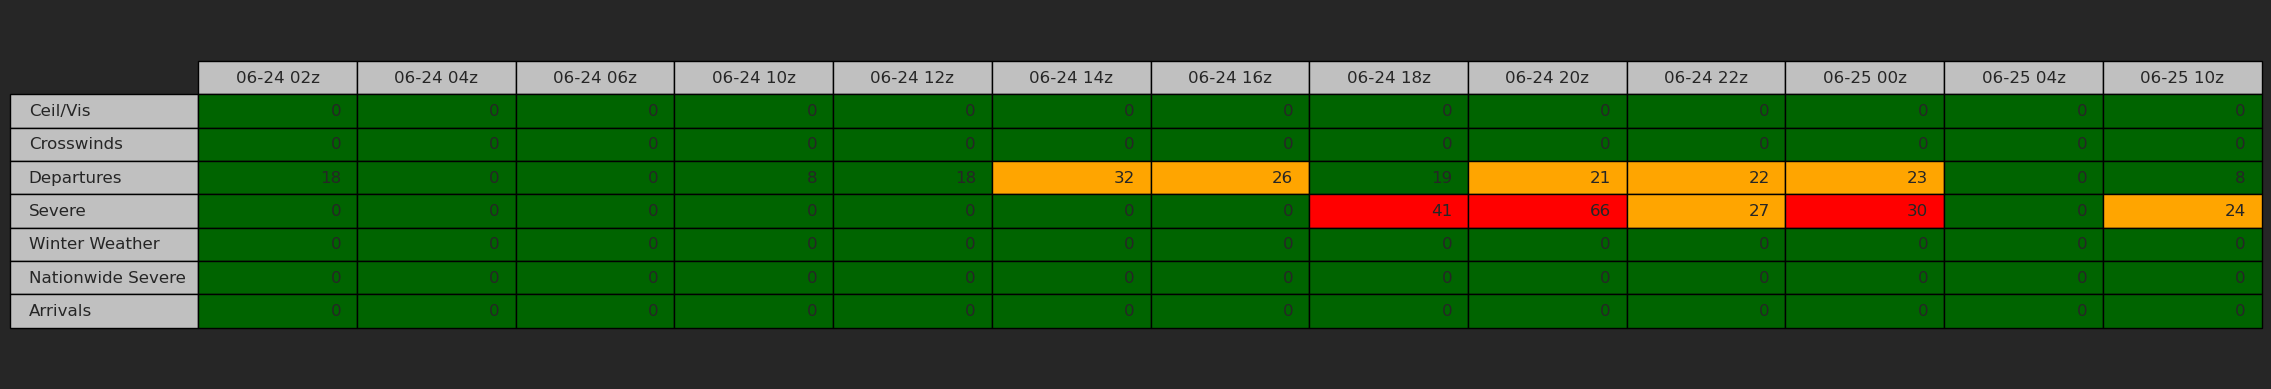 06-24 02z 06-24 04z 06-24 06z 06-24 10z 06-24 12z 06-24 14z 06-24 16z 06-24 18z 06-24 20z 06-24 22z 06-25 00z 06-25 04z 06-25 10z
Ceil/Vis 0 0 0 0 0 0 0 0 0 0 0 0 0
Crosswinds 0 0 0 0 0 0 0 0 0 0 0 0 0
Departures 18 0 0 8 18 32 26 19 21 22 23 0 8
Severe 0 0 0 0 0 0 0 41 66 27 30 0 24
Winter Weather 0 0 0 0 0 0 0 0 0 0 0 0 0
Nationwide Severe 0 0 0 0 0 0 0 0 0 0 0 0 0
Arrivals 0 0 0 0 0 0 0 0 0 0 0 0 0